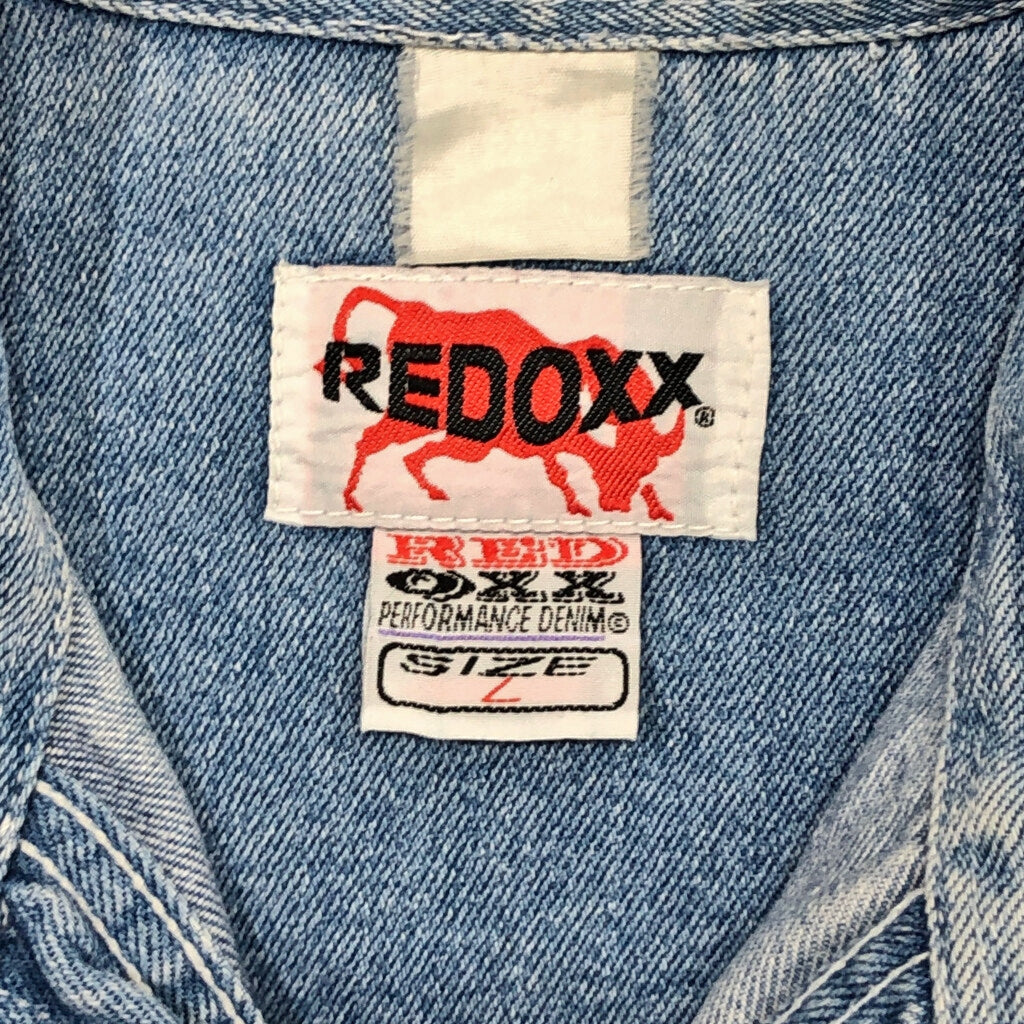 REDOXX®
RED
OXX
PERFORMANCE DENIM©
SIZE
L